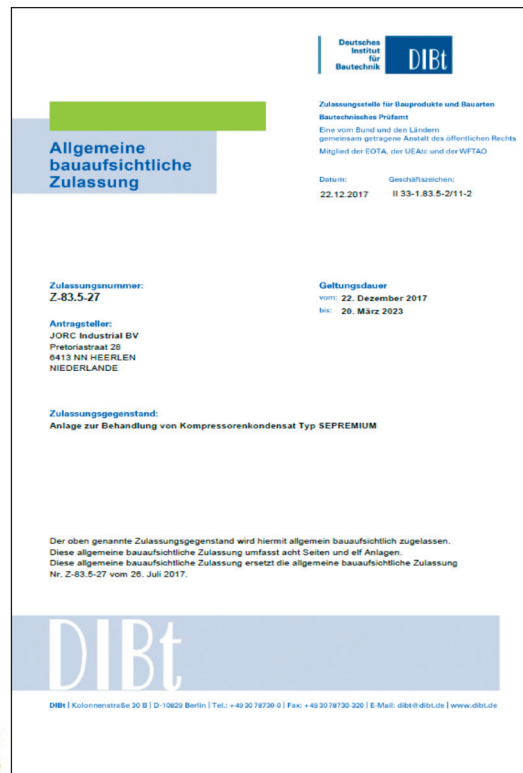 Deutsches
Institut
für
Bautechnik
DIBt
Zulassungsstelle für Bauprodukte und Bauarten
Bautechnisches Prüfamt
Eine vom Bund und den Ländern
gemeinsam getragene Anstalt des öffentlichen Rechts
Mitglied der EOTA, der UEAtc und der WFTAO
Allgemeine
bauaufsichtliche
Zulassung
Datum: Geschäftszeichen:
22.12.2017 II 33-1.83.5-2/11-2
Zulassungsnummer:
Z-83.5-27
Geltungsdauer
vom: 22. Dezember 2017
bis: 20. März 2023
Antragsteller:
JORC Industrial BV
Pretoriastraat 28
6413 NN HEERLEN
NIEDERLANDE
Zulassungsgegenstand:
Anlage zur Behandlung von Kompressorenkondensat Typ SEPREMIUM
Der oben genannte Zulassungsgegenstand wird hiermit allgemein bauaufsichtlich zugelassen.
Diese allgemeine bauaufsichtliche Zulassung umfasst acht Seiten und elf Anlagen.
Diese allgemeine bauaufsichtliche Zulassung ersetzt die allgemeine bauaufsichtliche Zulassung
Nr. Z-83.5-27 vom 26. Juli 2017.
DIBt
DIBt | Kolonnenstraße 30 B | D-10829 Berlin | Tel.: +49 30 78730-0 | Fax: +49 30 78730-320 | E-Mail: dibt@dibt.de | www.dibt.de